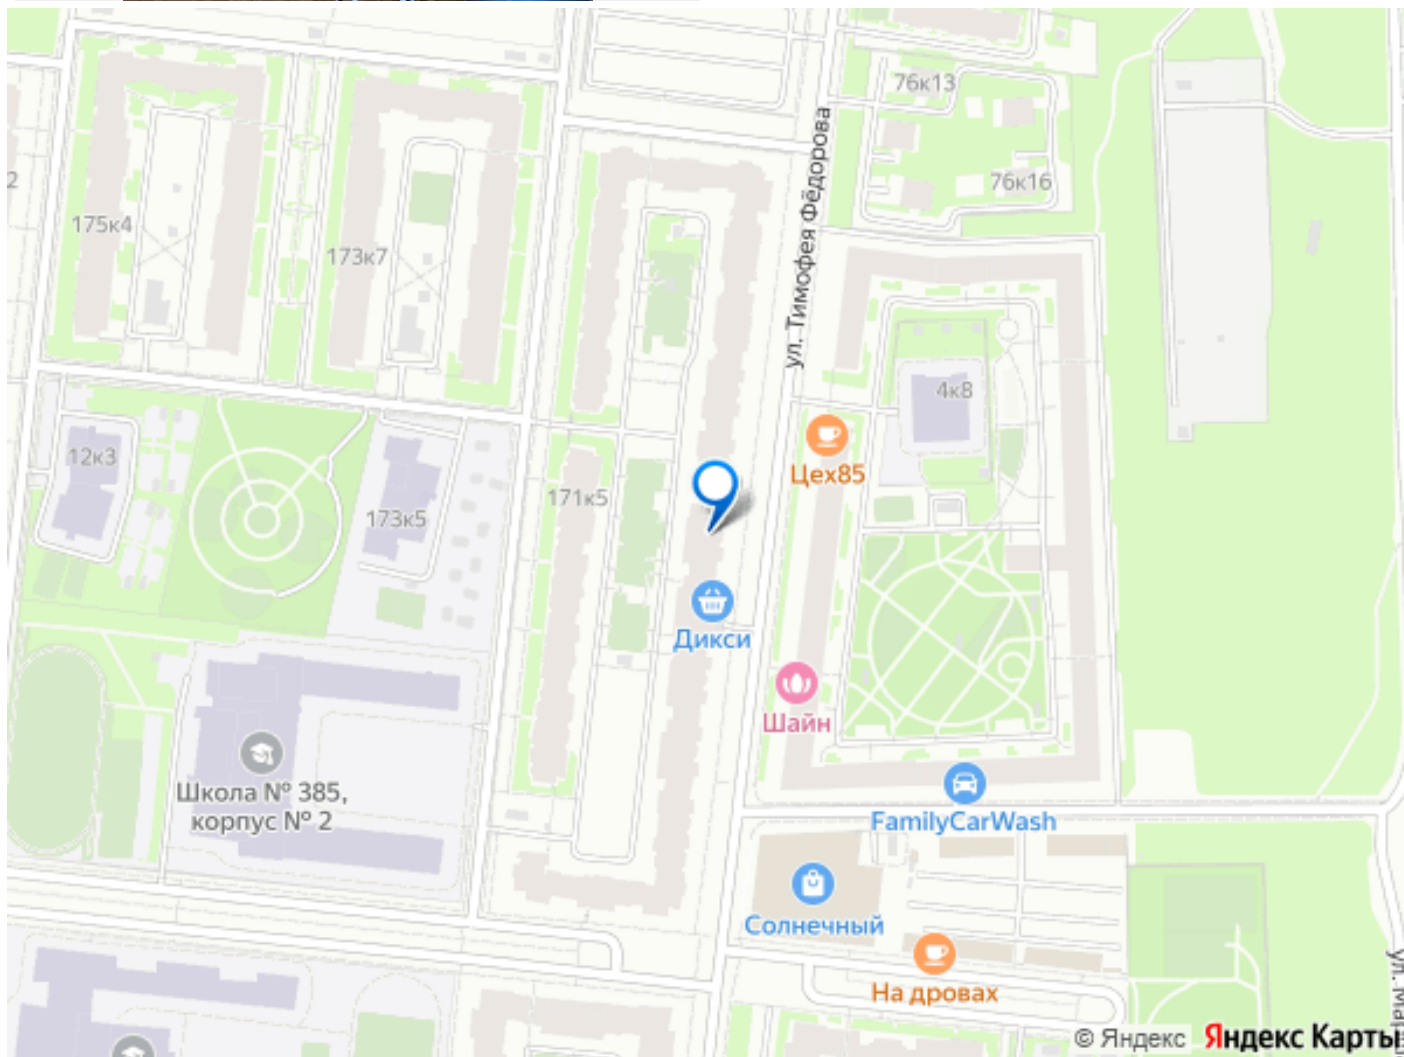 76к13
ул. Тимофея Фёдорова
2
76к16
175к4
173к7
4к8
12к3
Цех85
171к5
173к5
Дикси
Шайн
Школа № 385,
корпус № 2
FamilyCarWash
Солнечный
На дровах
© Яндекс Яндекс Карты